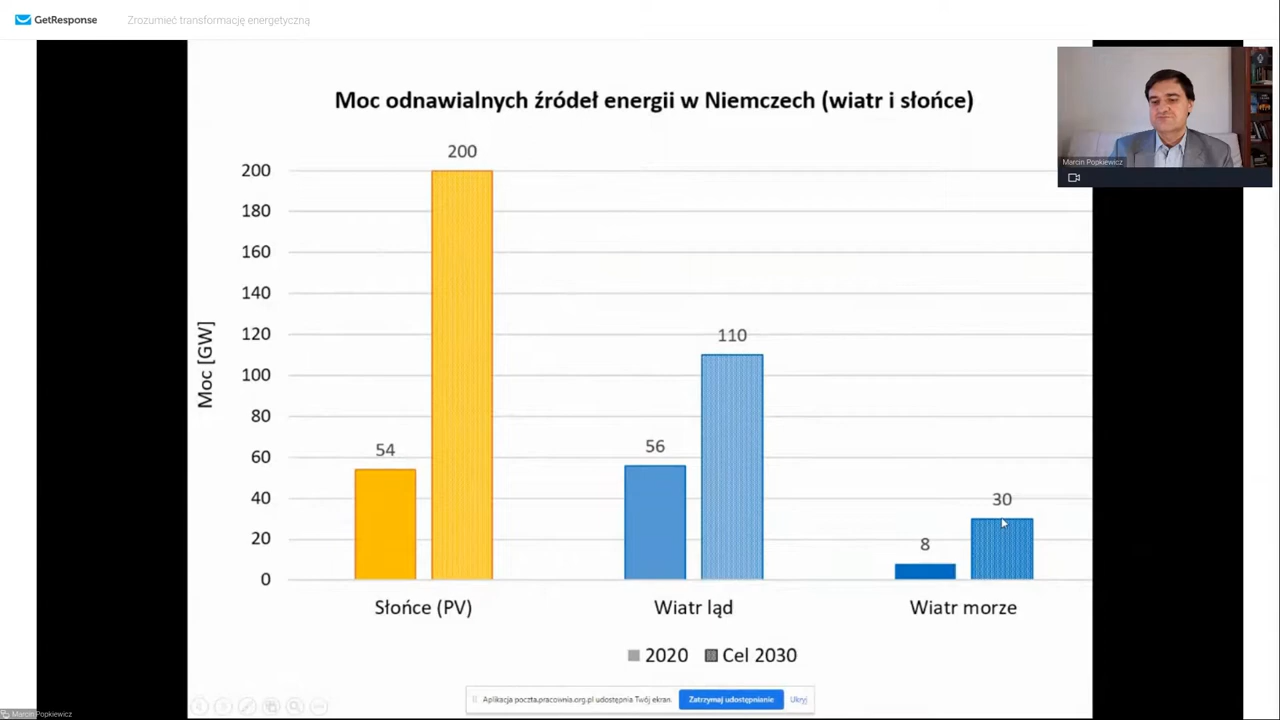 GetResponse
Zrozumieć transformację energetyczną
Moc odnawialnych źródeł energii w Niemczech (wiatr i słońce)
Marcin Popkiewicz
200
200
180
160
140
120
100
80
60
40
20
0
Moc [GW]
54
110
56
30
8
Słońce (PV)
Wiatr ląd
Wiatr morze
2020
Cel 2030
Aplikacja poczta.pracownia.org.pl udostępnia Twój ekran.
Zatrzymaj udostępnianie
Ukryj
Marcin Popkiewicz